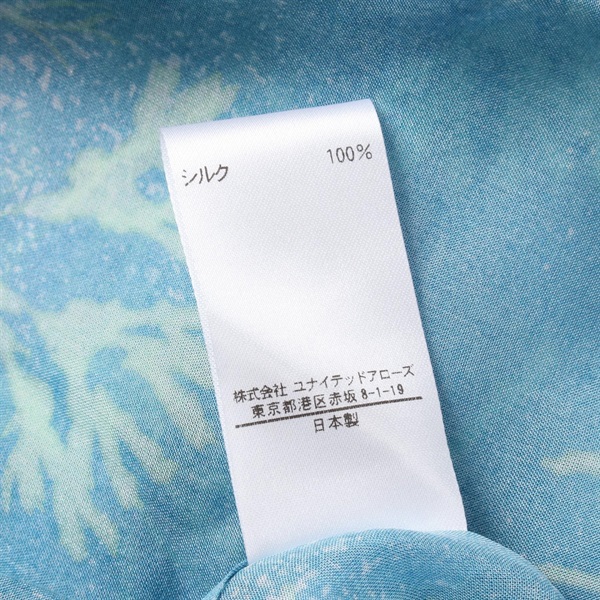 シルク 100%
株式会社 ユナイテッドアローズ
東京都港区赤坂 8-1-19
日本製